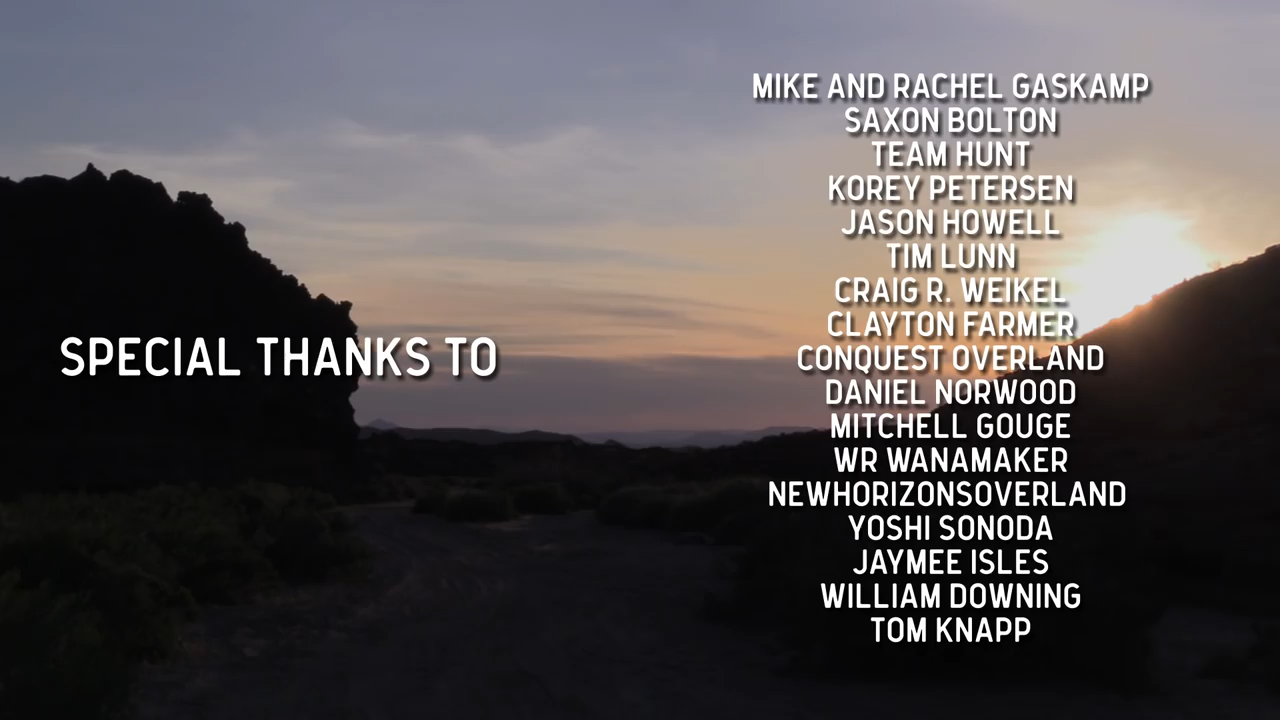 SPECIAL THANKS TO
MIKE AND RACHEL GASKAMP
SAXON BOLTON
TEAM HUNT
KOREY PETERSEN
JASON HOWELL
TIM LUNN
CRAIG R. WEIKEL
CLAYTON FARMER
CONQUEST OVERLAND
DANIEL NORWOOD
MITCHELL GOUGE
WR WANAMAKER
NEWHORIZONSOVERLAND
YOSHI SONODA
JAYMEE ISLES
WILLIAM DOWNING
TOM KNAPP